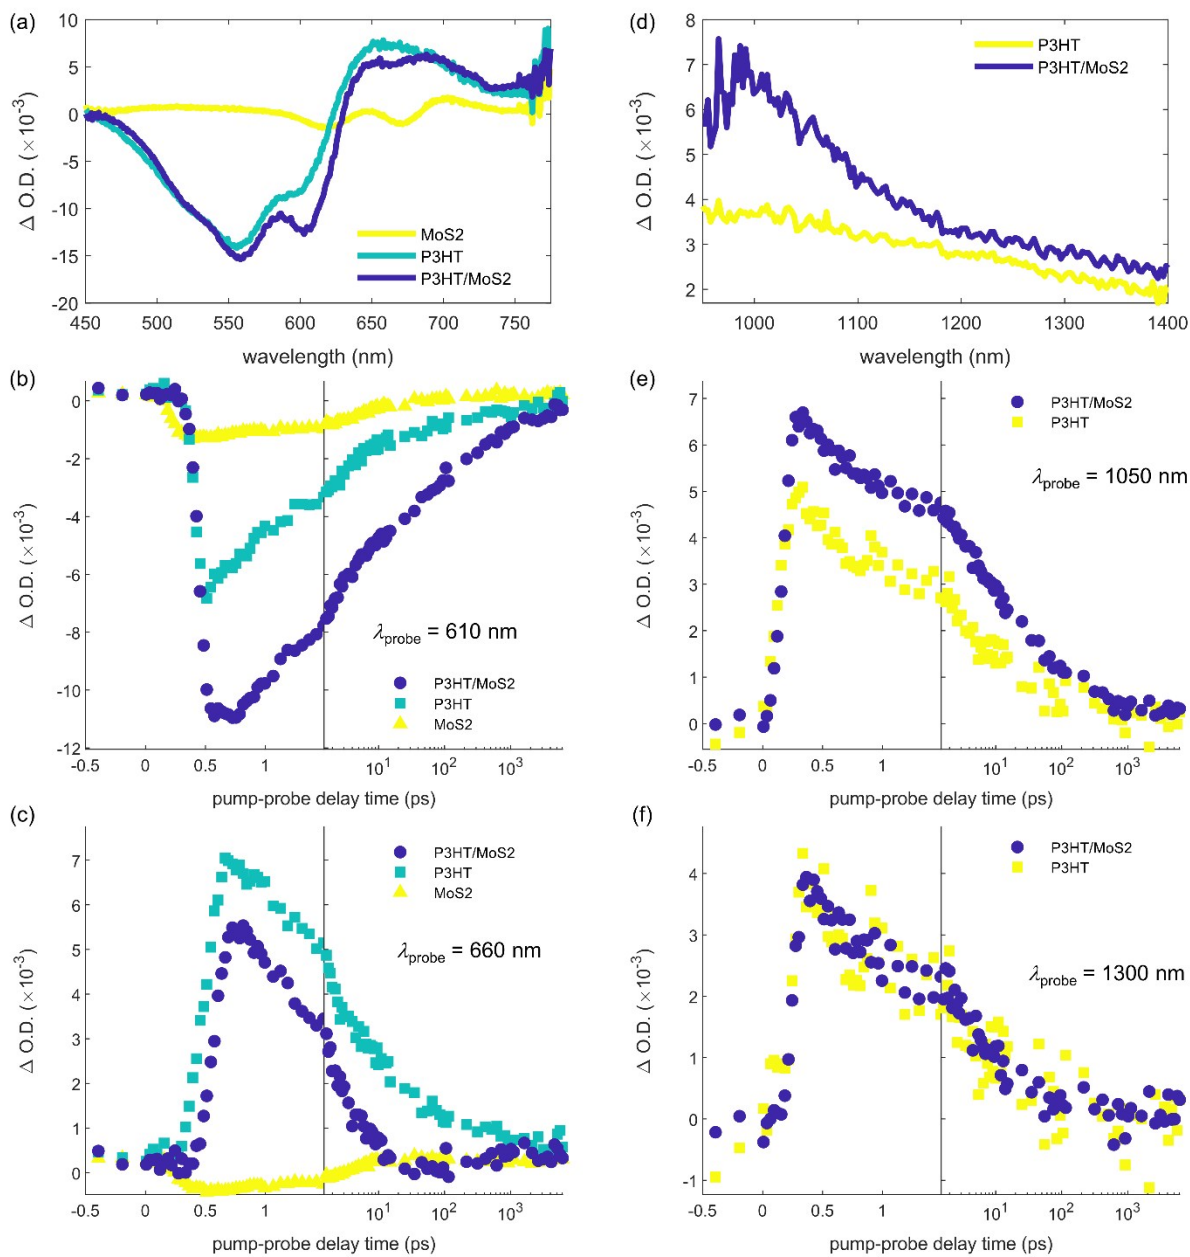 (a)
10
5
0
-5
-10
-15
-20
Δ O.D. (×10⁻³)
MoS2
P3HT
P3HT/MoS2
450 500 550 600 650 700 750
wavelength (nm)
(d)
8
7
6
5
4
3
2
Δ O.D. (×10⁻³)
P3HT
P3HT/MoS2
1000 1100 1200 1300 1400
wavelength (nm)
(b)
0
-2
-4
-6
-8
-10
-12
Δ O.D. (×10⁻³)
λprobe = 610 nm
P3HT/MoS2
P3HT
MoS2
-0.5 0 0.5 1 10¹ 10² 10³
pump-probe delay time (ps)
(e)
7
6
5
4
3
2
1
0
Δ O.D. (×10⁻³)
P3HT/MoS2
P3HT
λprobe = 1050 nm
-0.5 0 0.5 1 10¹ 10² 10³
pump-probe delay time (ps)
(c)
7
6
5
4
3
2
1
0
Δ O.D. (×10⁻³)
P3HT/MoS2
P3HT
MoS2
λprobe = 660 nm
-0.5 0 0.5 1 10¹ 10² 10³
pump-probe delay time (ps)
(f)
4
3
2
1
0
-1
Δ O.D. (×10⁻³)
P3HT/MoS2
P3HT
λprobe = 1300 nm
-0.5 0 0.5 1 10¹ 10² 10³
pump-probe delay time (ps)